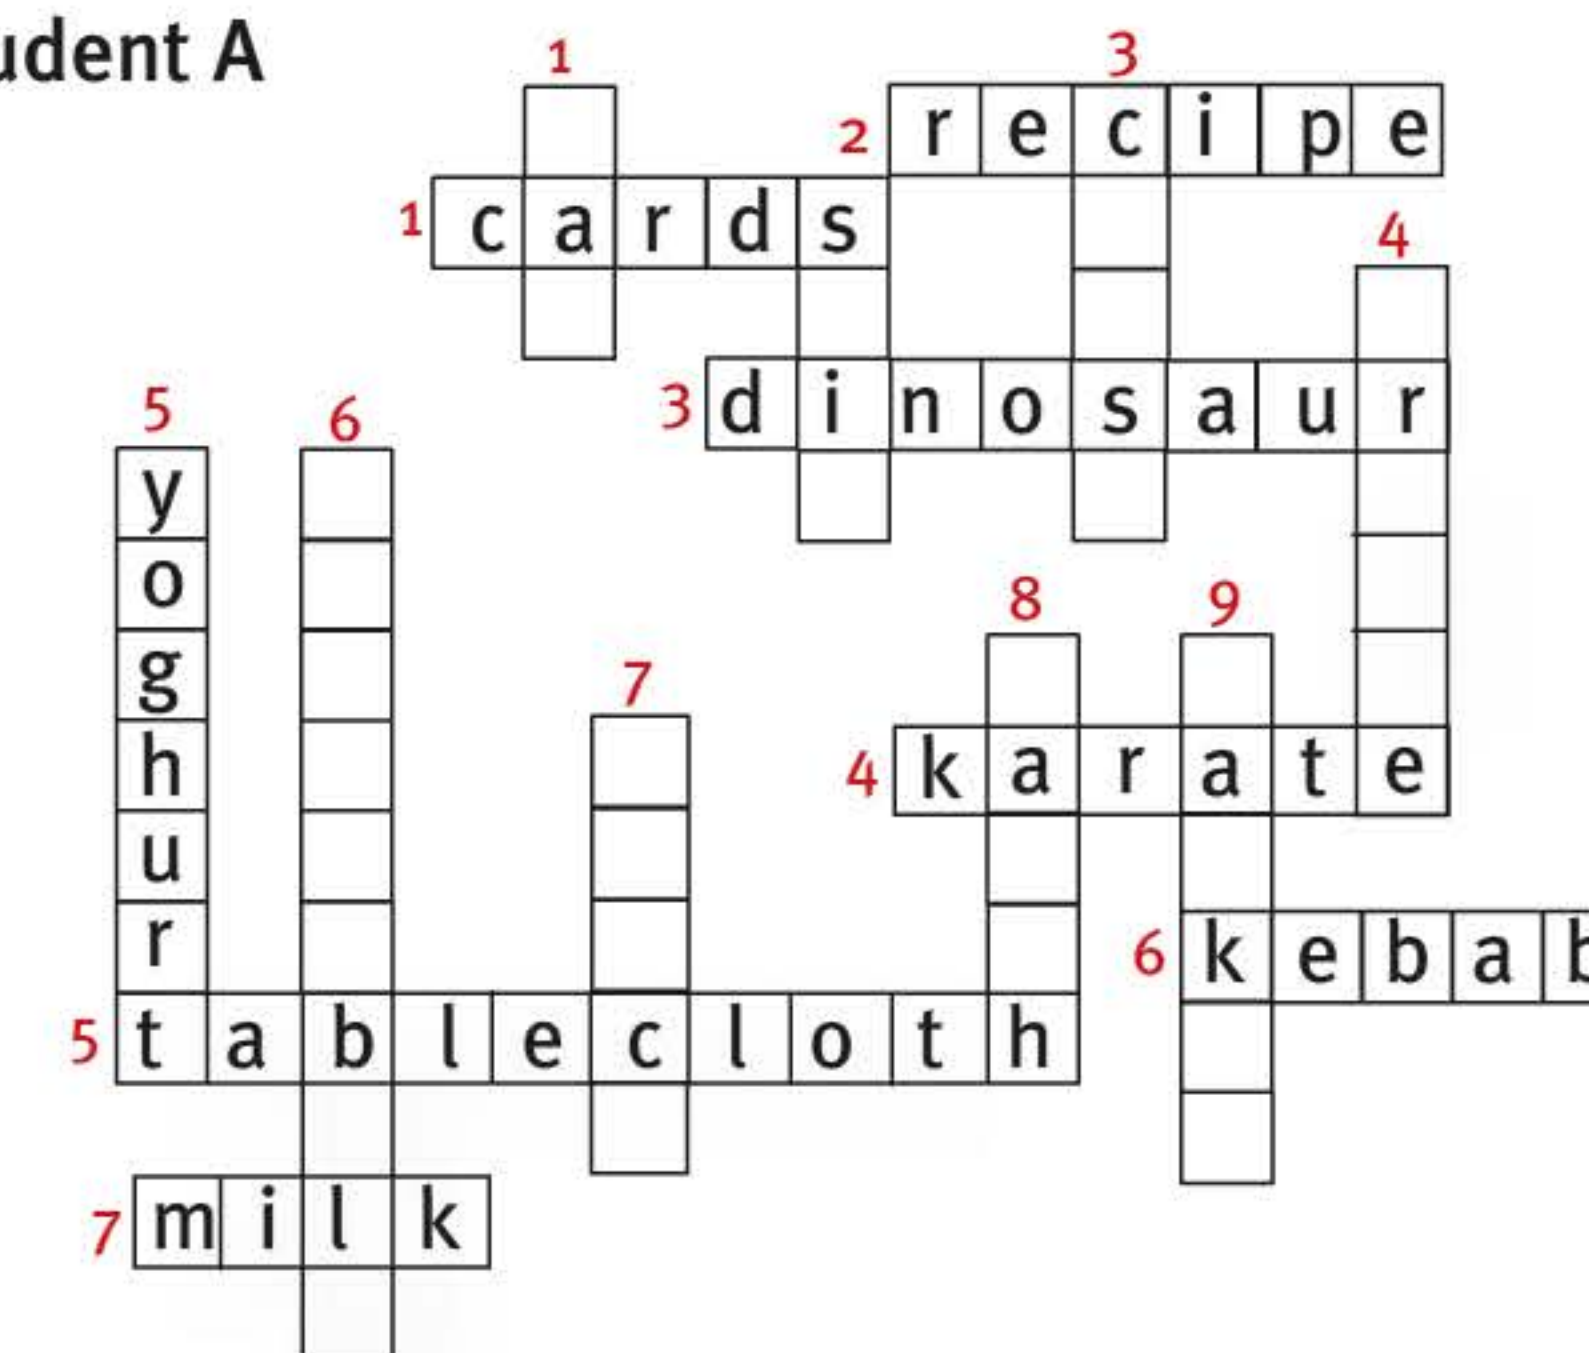 udent A
1 3
2 recipe
1 cards
4
3 dinosaur
5 6
yoghurt
8 9
7
4 karate
6 kebab
5 tablecloth
7 milk